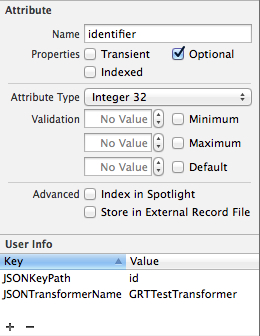 Attribute
Name identifier
Properties Transient Optional
Indexed
Attribute Type Integer 32
Validation No Value Minimum
No Value Maximum
No Value Default
Advanced Index in Spotlight
Store in External Record File
User Info
Key Value
JSONKeyPath id
JSONTransformerName GRTTestTransformer